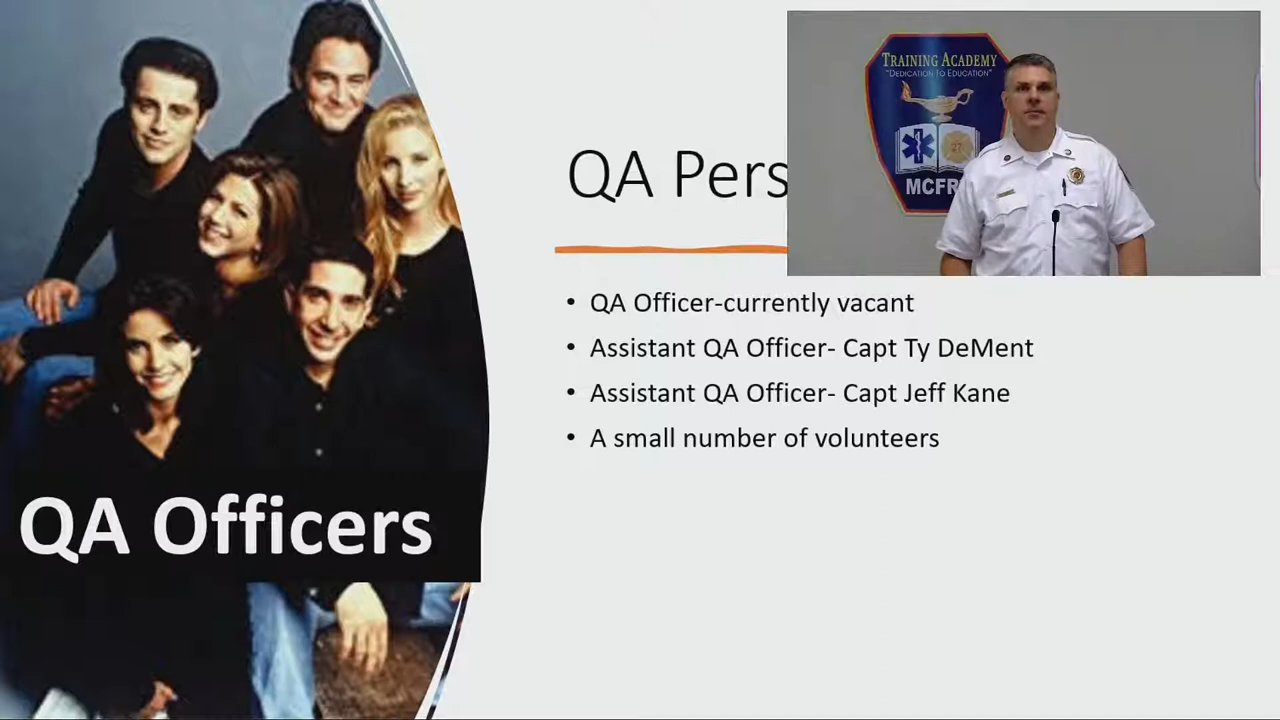 QA Officers
QA Pers
• QA Officer-currently vacant
• Assistant QA Officer- Capt Ty DeMent
• Assistant QA Officer- Capt Jeff Kane
• A small number of volunteers
TRAINING ACADEMY
"DEDICATION TO EDUCATION"
27
MCFR